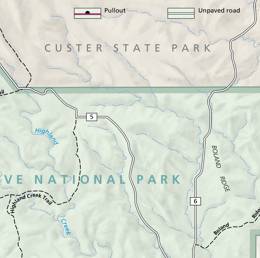 Pullout
Unpaved road
CUSTER STATE PARK
5
Highland
BOLAND
RIDGE
VE NATIONAL PARK
Highland Creek Trail
6
Creek
Boland